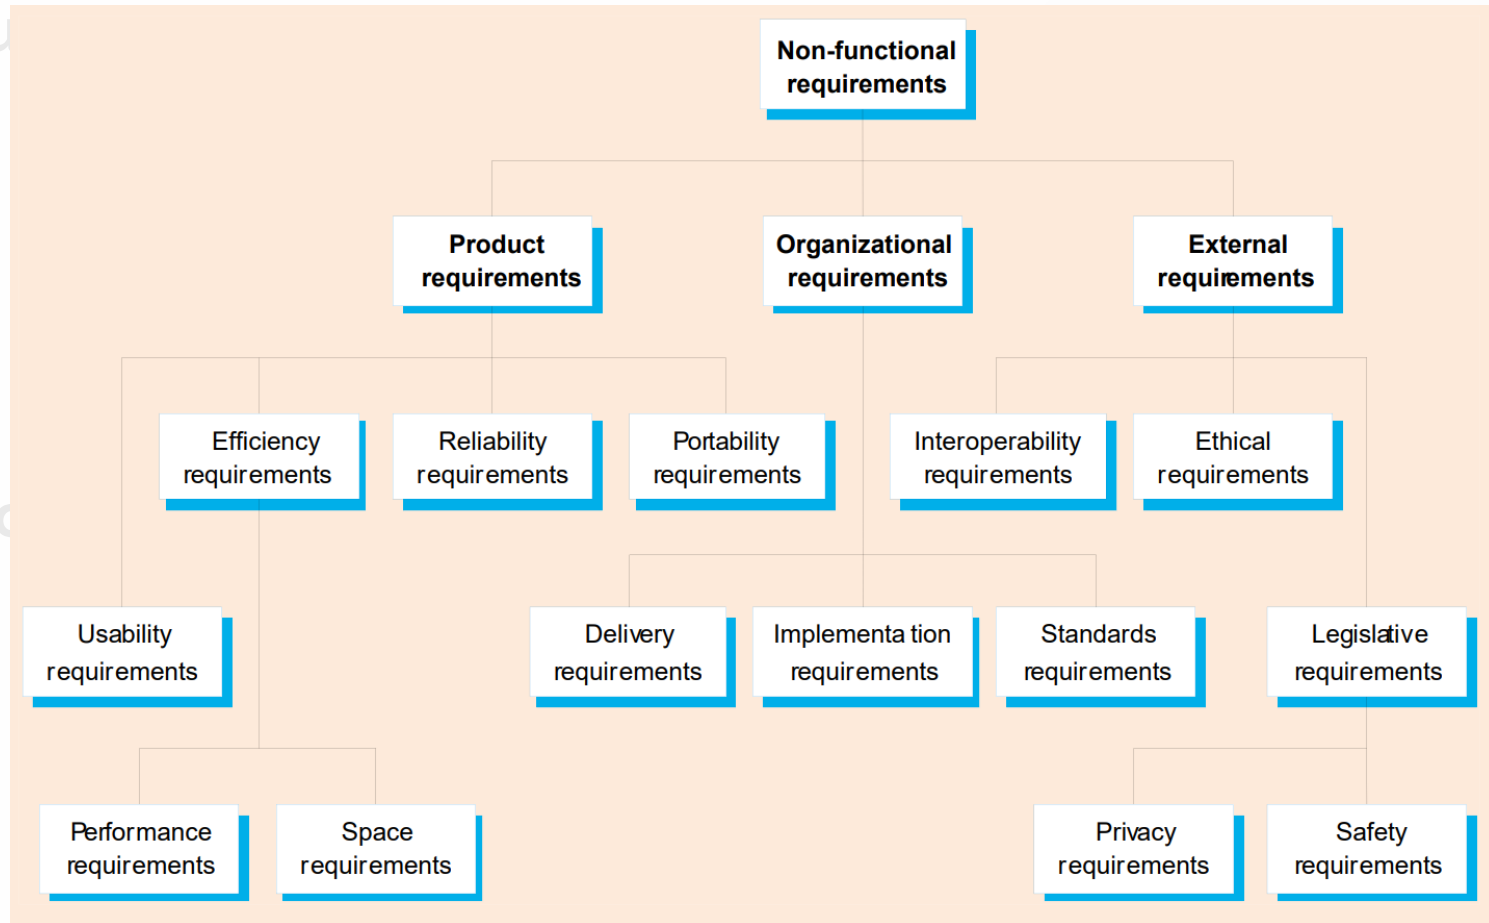 Non-functional
requirements
Product
requirements
Organizational
requirements
External
requirements
Efficiency
requirements
Reliability
requirements
Portability
requirements
Interoperability
requirements
Ethical
requirements
Usability
requirements
Delivery
requirements
Implementa tion
requirements
Standards
requirements
Legislative
requirements
Performance
requirements
Space
requirements
Privacy
requirements
Safety
requirements